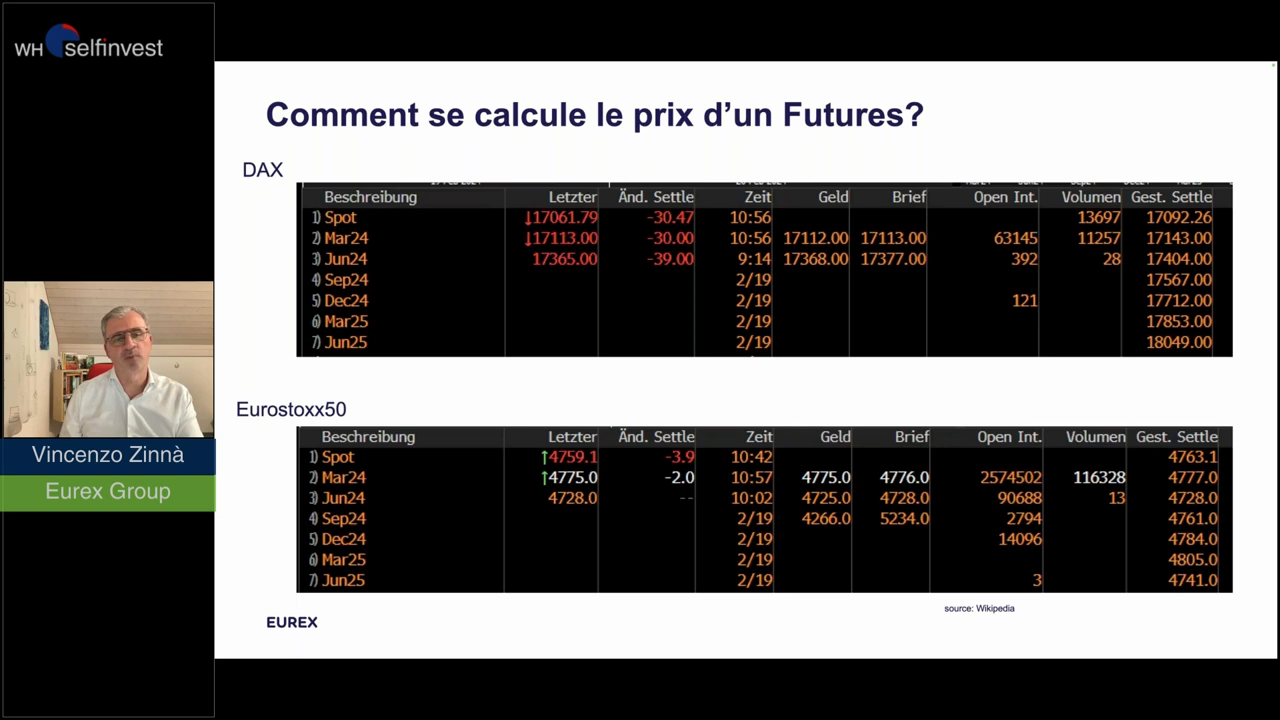 WH selfinvest
Comment se calcule le prix d'un Futures?
DAX
Beschreibung Letzter Änd. Settle Zeit Geld Brief Open Int. Volumen Gest. Settle
1) Spot ↓17061.79 -30.47 10:56 13697 17092.26
2) Mar24 ↓17113.00 -30.00 10:56 17112.00 17113.00 63145 11257 17143.00
3) Jun24 17365.00 -39.00 9:14 17368.00 17377.00 392 28 17404.00
4) Sep24 2/19 17567.00
5) Dec24 2/19 121 17712.00
6) Mar25 2/19 17853.00
7) Jun25 2/19 18049.00
Eurostoxx50
Beschreibung Letzter Änd. Settle Zeit Geld Brief Open Int. Volumen Gest. Settle
1) Spot ↑4759.1 -3.9 10:42 4763.1
2) Mar24 ↑4775.0 -2.0 10:57 4775.0 4776.0 2574502 116328 4777.0
3) Jun24 4728.0 -- 10:02 4725.0 4728.0 90688 13 4728.0
4) Sep24 2/19 4266.0 5234.0 2794 4761.0
5) Dec24 2/19 14096 4784.0
6) Mar25 2/19 4805.0
7) Jun25 2/19 3 4741.0
source: Wikipedia
EUREX
Vincenzo Zinnà
Eurex Group